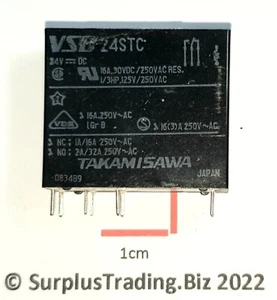 VSB 24STC
24V ⎓ DC
16A.30VDC/250VAC RES.
1/3HP.125V/250VAC
16A.250V~AC
VDE
(Gr B
16(3)A 250V~AC
NC: 1A/16A 250V~AC
NO: 2A/32A 250V~AC
TAKAMISAWA
083489
JAPAN
1cm
© SurplusTrading.Biz 2022